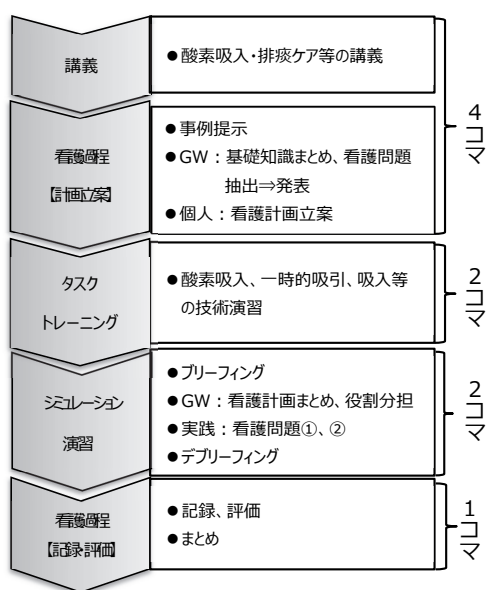 講義
●酸素吸入・排痰ケア等の講義
看護過程
【計画立案】
●事例提示
●GW：基礎知識まとめ、看護問題
抽出⇒発表
●個人：看護計画立案
4コマ
タスク
トレーニング
●酸素吸入、一時的吸引、吸入等
の技術演習
2コマ
シミュレーション
演習
●ブリーフィング
●GW：看護計画まとめ、役割分担
●実践：看護問題①、②
●デブリーフィング
2コマ
看護過程
【記録・評価】
●記録、評価
●まとめ
1コマ